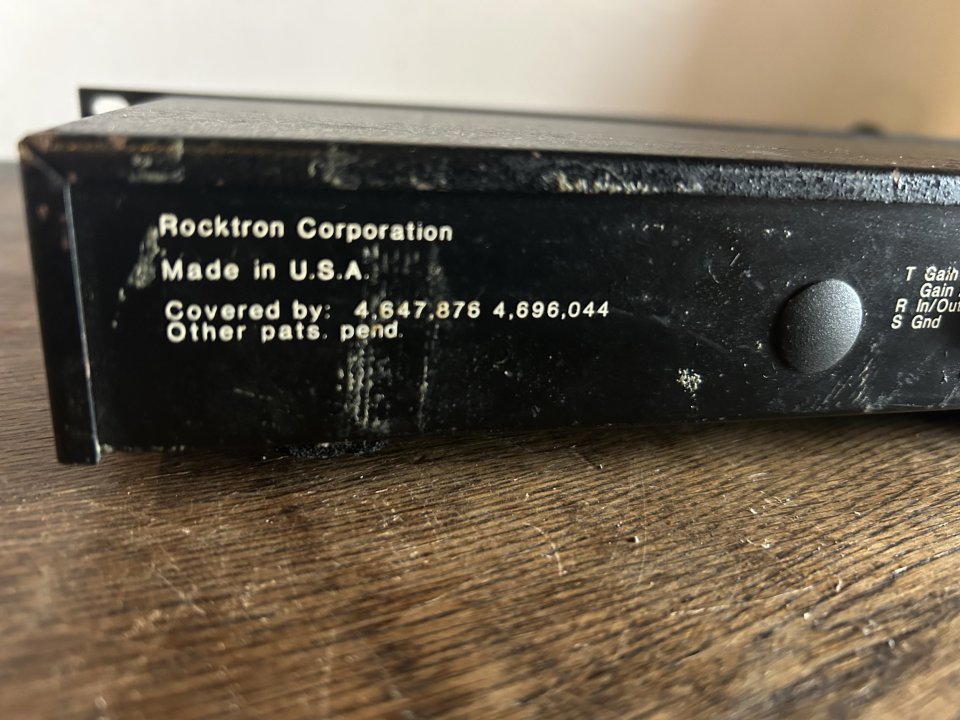 Rocktron Corporation
Made in U.S.A.
Covered by: 4,647,876 4,696,044
Other pats. pend.
T Gain
Gain
R In/Out
S Gnd